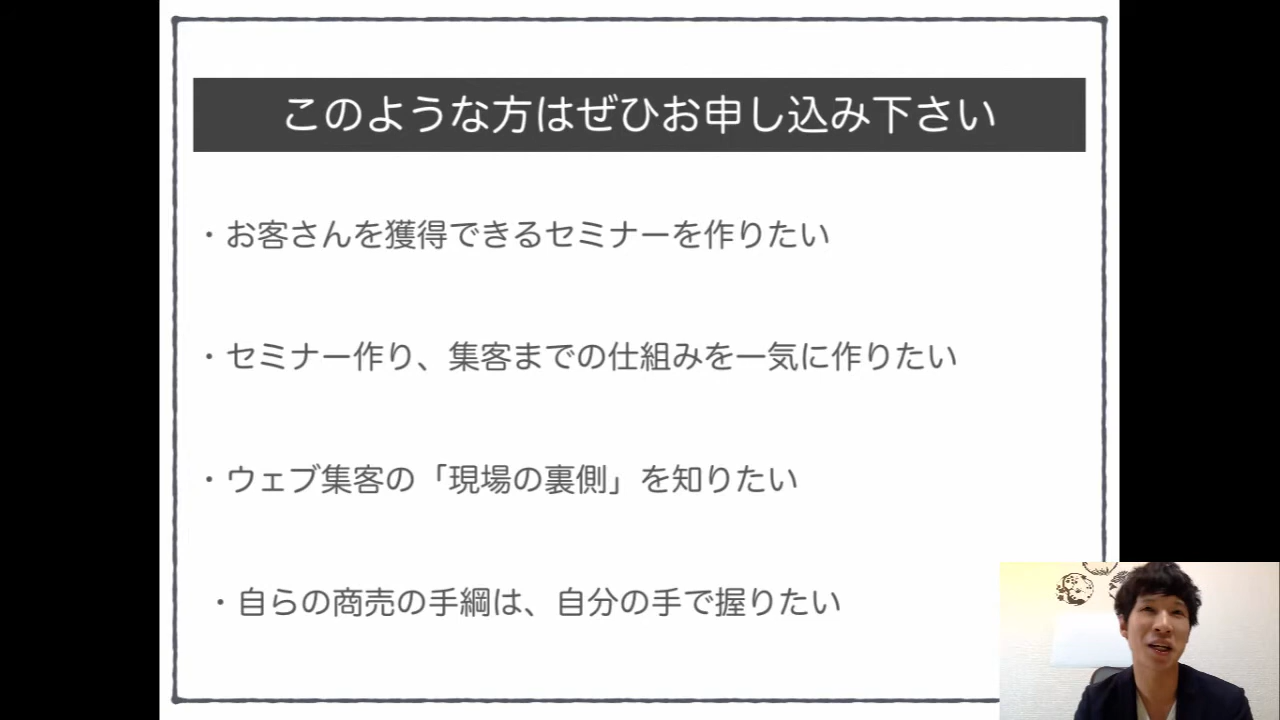 このような方はぜひお申し込み下さい
・お客さんを獲得できるセミナーを作りたい
・セミナー作り、集客までの仕組みを一気に作りたい
・ウェブ集客の「現場の裏側」を知りたい
・自らの商売の手綱は、自分の手で握りたい